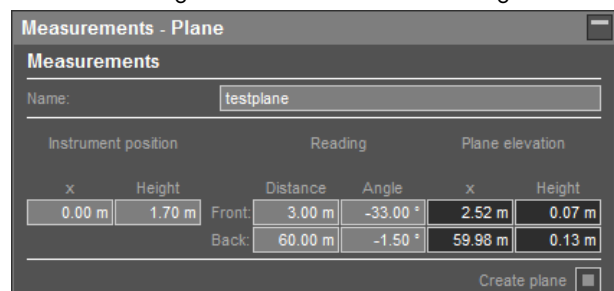 Measurements - Plane
Measurements
Name: testplane
Instrument position Reading Plane elevation
x Height Distance Angle x Height
0.00 m 1.70 m Front: 3.00 m -33.00 ° 2.52 m 0.07 m
Back: 60.00 m -1.50 ° 59.98 m 0.13 m
Create plane